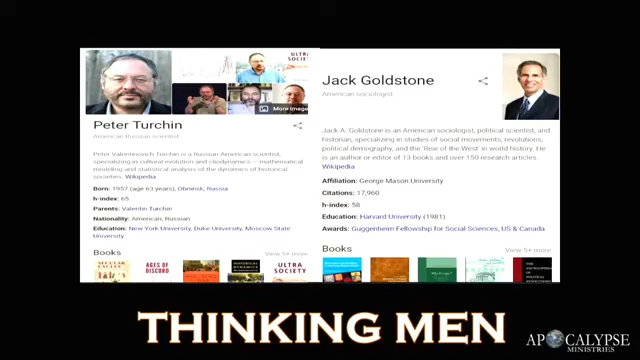 ULTRA
SOCIETY
More images
Peter Turchin
American Russian scientist
Peter Valentinovich Turchin is a Russian American scientist,
specializing in cultural evolution and cliodynamics — mathematical
modeling and statistical analysis of the dynamics of historical
societies. Wikipedia
Born: 1957 (age 63 years), Obninsk, Russia
h-index: 65
Parents: Valentin Turchin
Nationality: American, Russian
Education: New York University, Duke University, Moscow State
University
Books
View 5+ more
SECULAR
CYCLES
AGES OF
DISCORD
HISTORICAL
DYNAMICS
ULTRA
SOCIETY
Jack Goldstone
American sociologist
Jack A. Goldstone is an American sociologist, political scientist, and
historian, specializing in studies of social movements, revolutions,
political demography, and the 'Rise of the West' in world history. He
is an author or editor of 13 books and over 150 research articles.
Wikipedia
Affiliation: George Mason University
Citations: 17,960
h-index: 58
Education: Harvard University (1981)
Awards: Guggenheim Fellowship for Social Sciences, US & Canada
Books
View 5+ more
THINKING MEN
APOCALYPSE
MINISTRIES